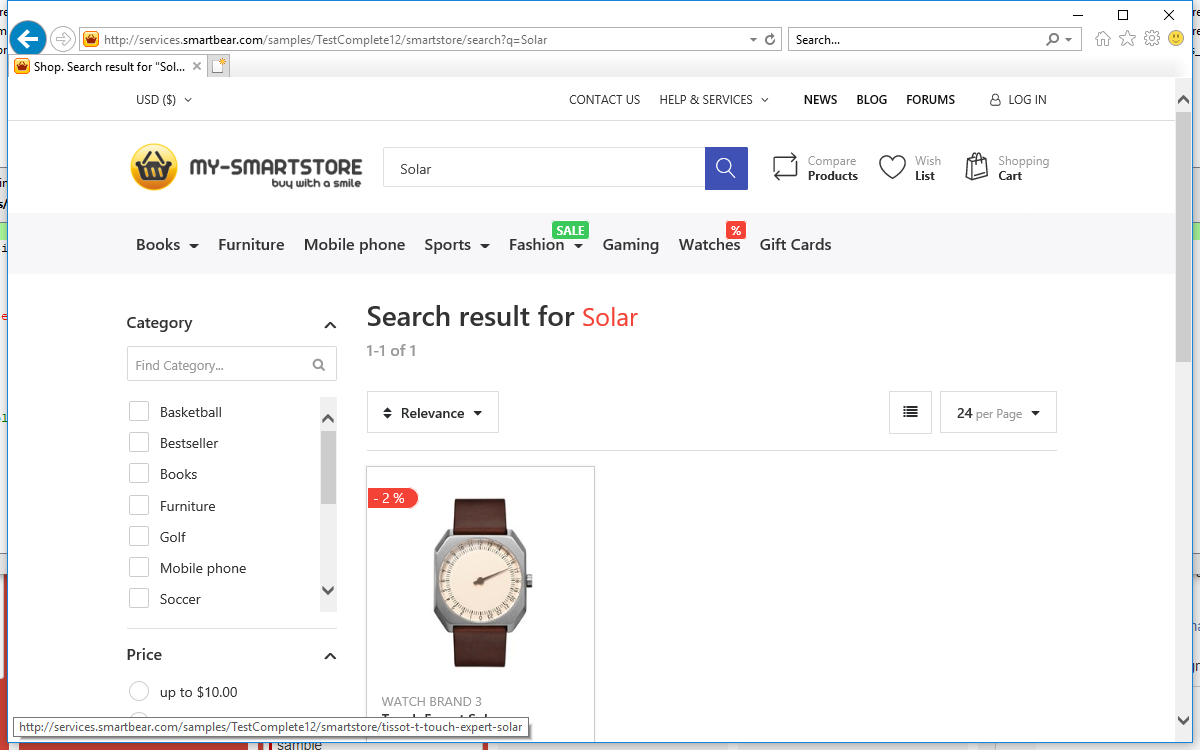 http://services.smartbear.com/samples/TestComplete12/smartstore/search?q=Solar
Search...
Shop. Search result for "Sol...
USD ($)
CONTACT US
HELP & SERVICES
NEWS
BLOG
FORUMS
LOG IN
MY-SMARTSTORE
buy with a smile
Solar
Compare
Products
Wish
List
Shopping
Cart
SALE
%
Books
Furniture
Mobile phone
Sports
Fashion
Gaming
Watches
Gift Cards
Category
Find Category...
Basketball
Bestseller
Books
Furniture
Golf
Mobile phone
Soccer
Price
up to $10.00
Search result for Solar
1-1 of 1
Relevance
24 per Page
- 2 %
WATCH BRAND 3
http://services.smartbear.com/samples/TestComplete12/smartstore/tissot-t-touch-expert-solar
sample